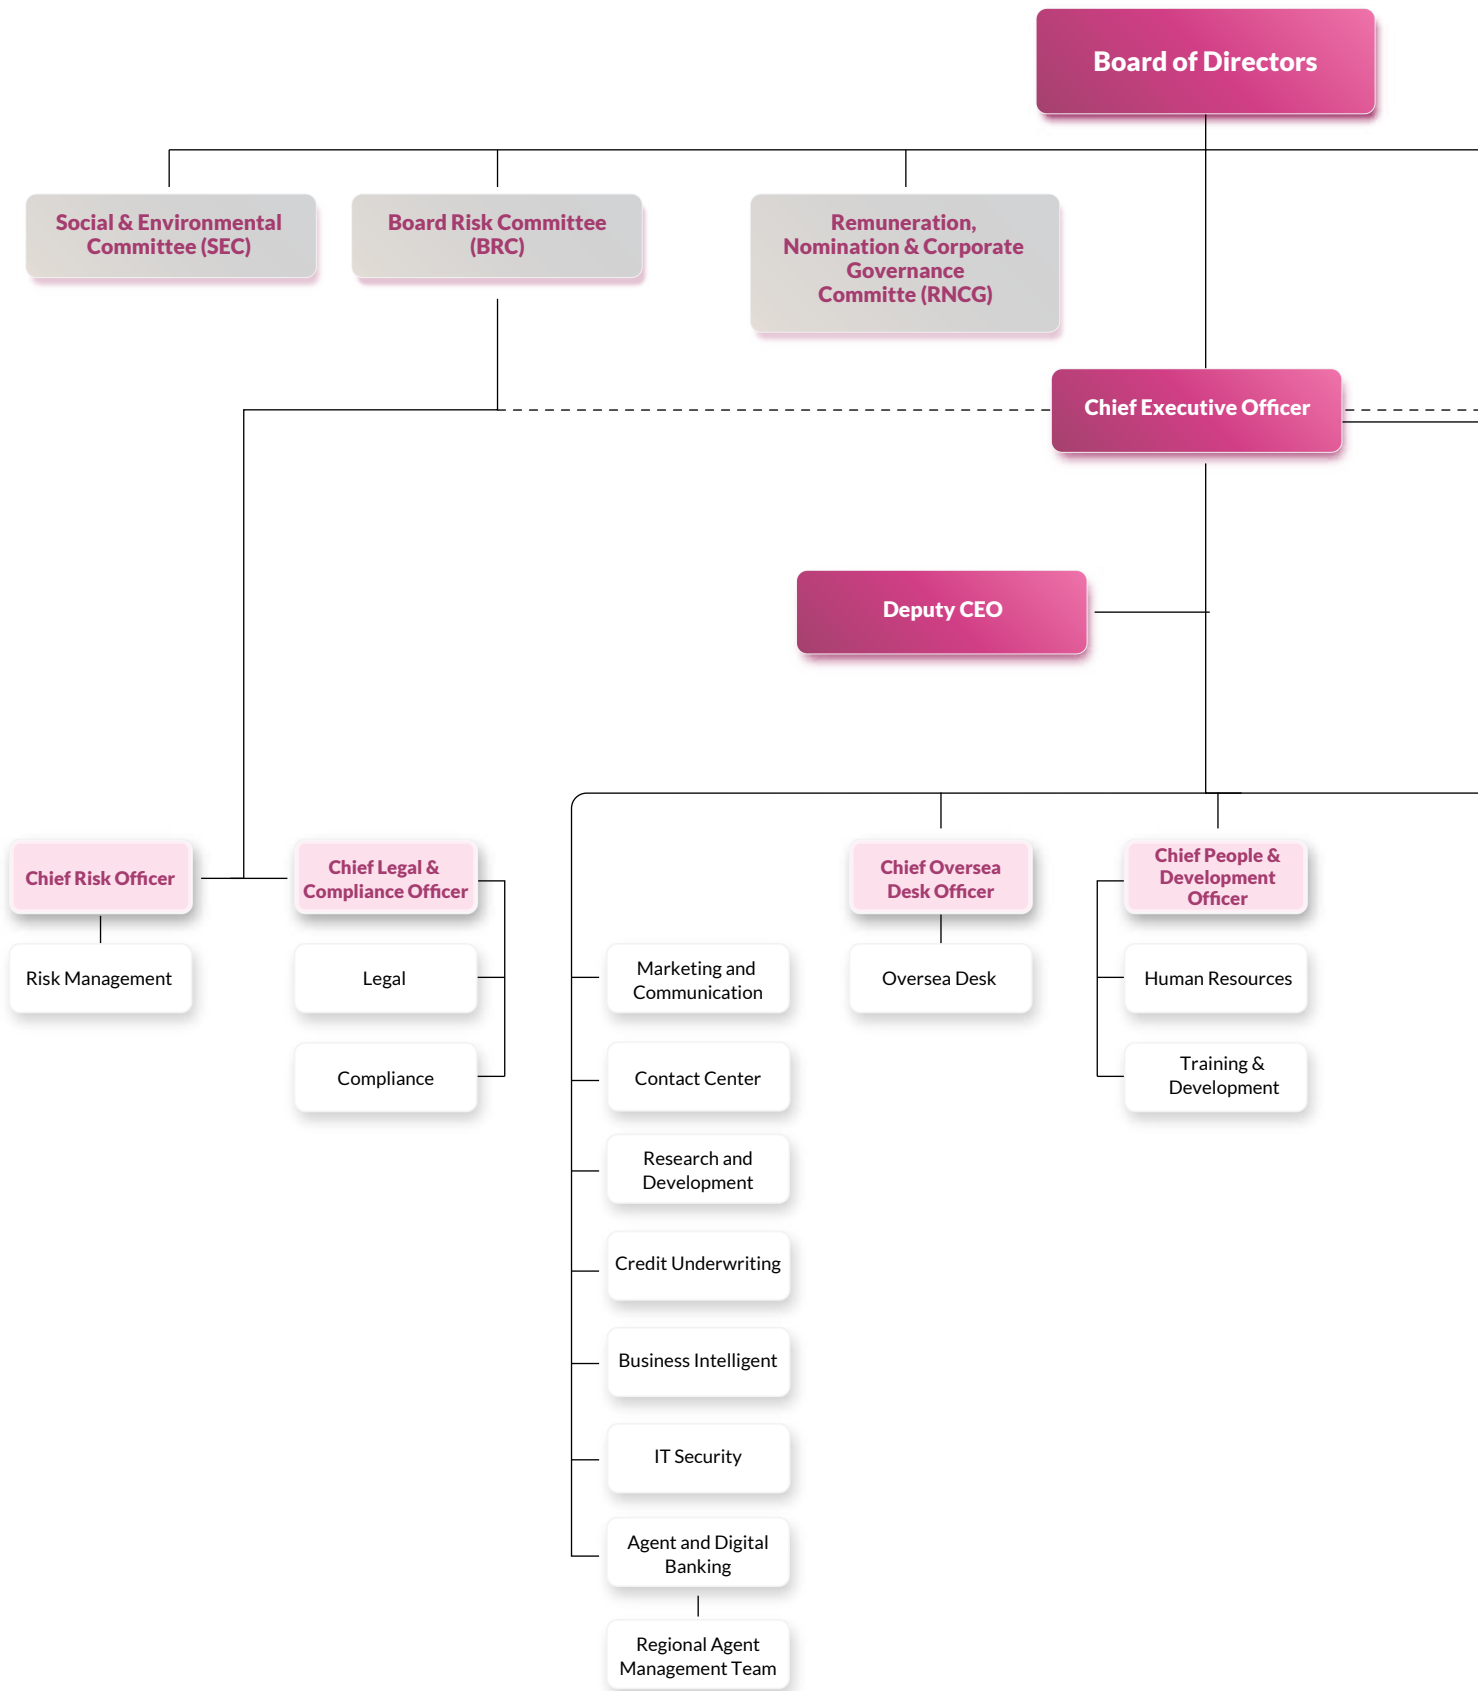 Board of Directors
Social & Environmental
Committee (SEC)
Board Risk Committee
(BRC)
Remuneration,
Nomination & Corporate
Governance
Committe (RNCG)
Chief Executive Officer
Deputy CEO
Chief Risk Officer
Risk Management
Chief Legal &
Compliance Officer
Legal
Compliance
Marketing and
Communication
Contact Center
Research and
Development
Credit Underwriting
Business Intelligent
IT Security
Agent and Digital
Banking
Regional Agent
Management Team
Chief Oversea
Desk Officer
Oversea Desk
Chief People &
Development
Officer
Human Resources
Training &
Development